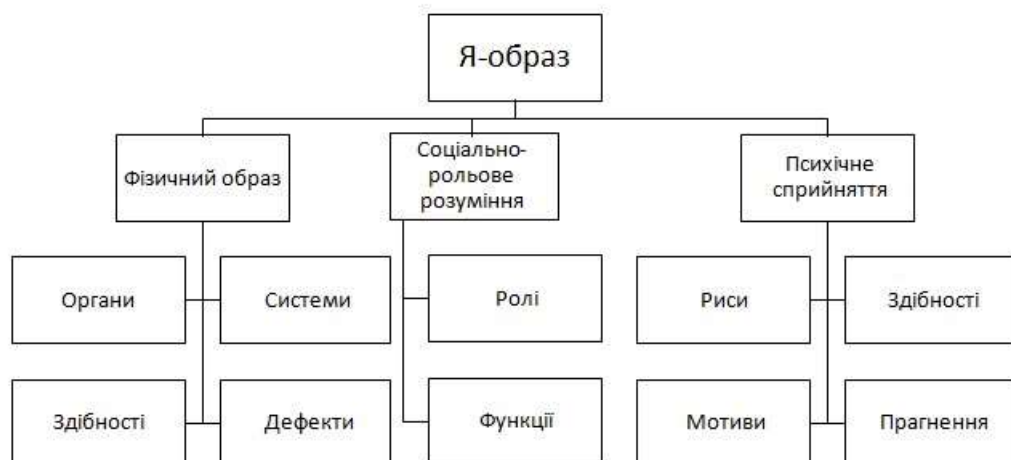 Я-образ
Фізичний образ
Соціально-
рольове
розуміння
Психічне
сприйняття
Органи
Системи
Ролі
Риси
Здібності
Здібності
Дефекти
Функції
Мотиви
Прагнення